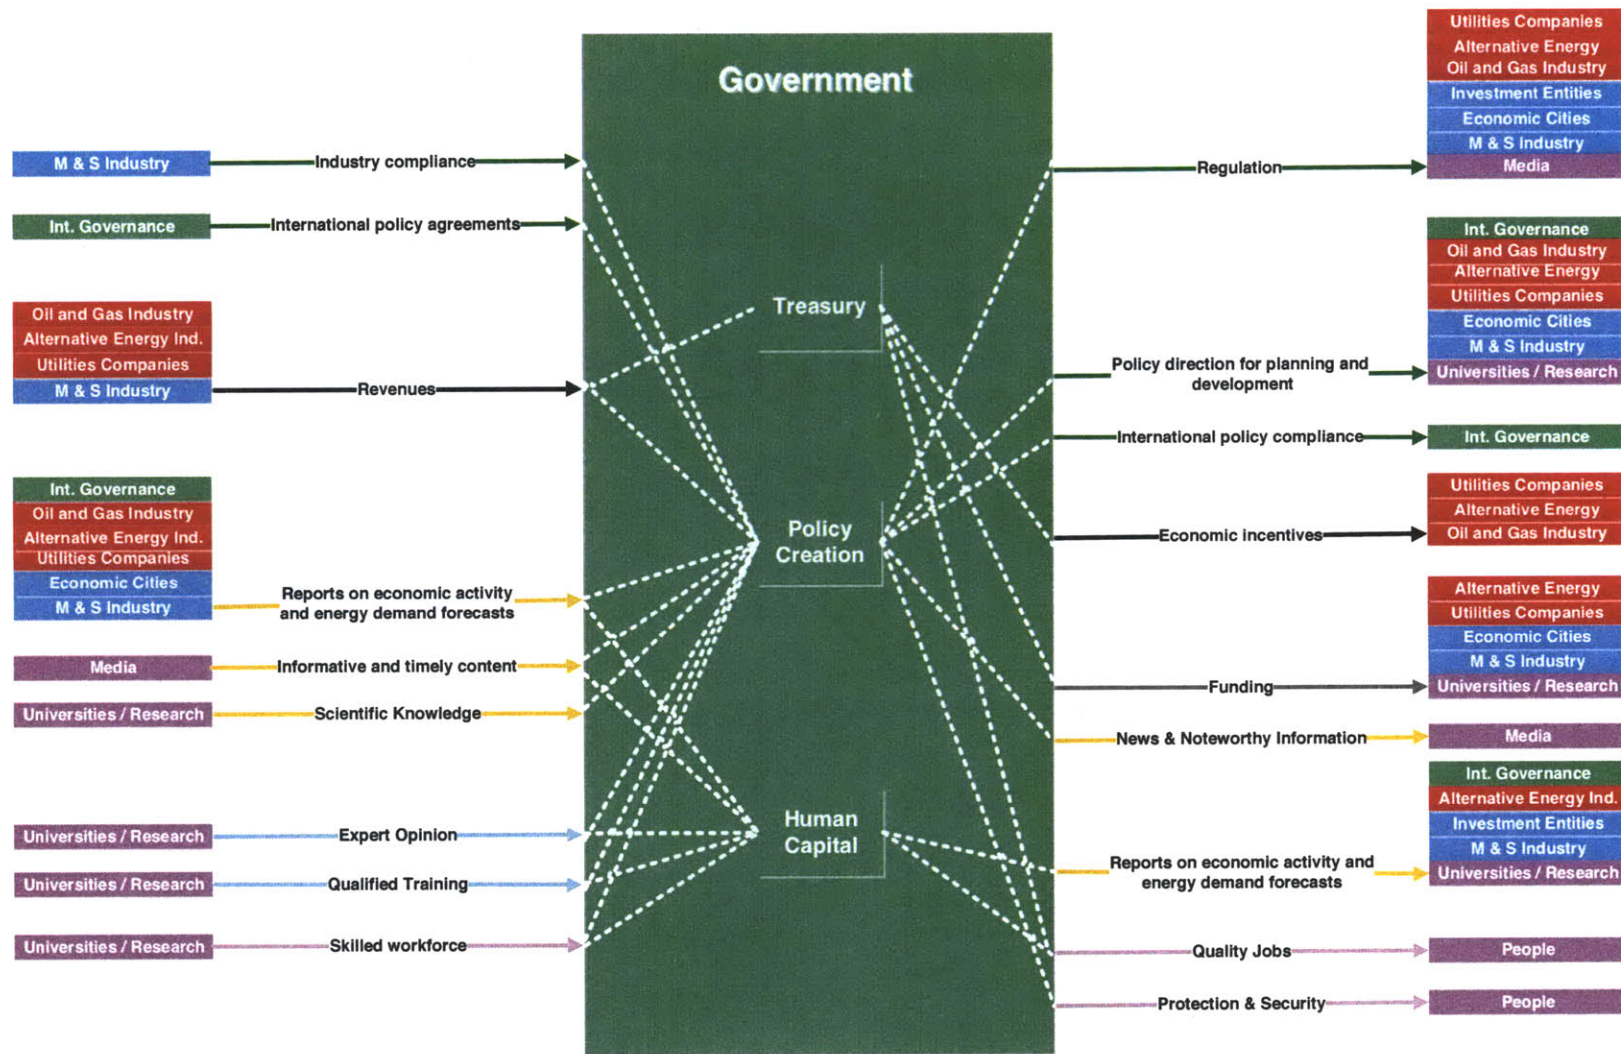 Government
M & S Industry
Industry compliance
Int. Governance
International policy agreements
Oil and Gas Industry
Alternative Energy Ind.
Utilities Companies
M & S Industry
Revenues
Int. Governance
Oil and Gas Industry
Alternative Energy Ind.
Utilities Companies
Economic Cities
M & S Industry
Reports on economic activity
and energy demand forecasts
Media
Informative and timely content
Universities / Research
Scientific Knowledge
Universities / Research
Expert Opinion
Universities / Research
Qualified Training
Universities / Research
Skilled workforce
Treasury
Policy
Creation
Human
Capital
Regulation
Utilities Companies
Alternative Energy
Oil and Gas Industry
Investment Entities
Economic Cities
M & S Industry
Media
Policy direction for planning and
development
Int. Governance
Oil and Gas Industry
Alternative Energy
Utilities Companies
Economic Cities
M & S Industry
Universities / Research
International policy compliance
Int. Governance
Economic incentives
Utilities Companies
Alternative Energy
Oil and Gas Industry
Funding
Alternative Energy
Utilities Companies
Economic Cities
M & S Industry
Universities / Research
News & Noteworthy Information
Media
Reports on economic activity and
energy demand forecasts
Int. Governance
Alternative Energy Ind.
Investment Entities
M & S Industry
Universities / Research
Quality Jobs
People
Protection & Security
People